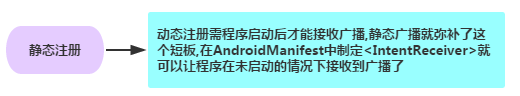 静态注册
动态注册需程序启动后才能接收广播,静态广播就弥补了这
个短板,在AndroidManifest中制定<IntentReceiver>就
可以让程序在未启动的情况下接收到广播了